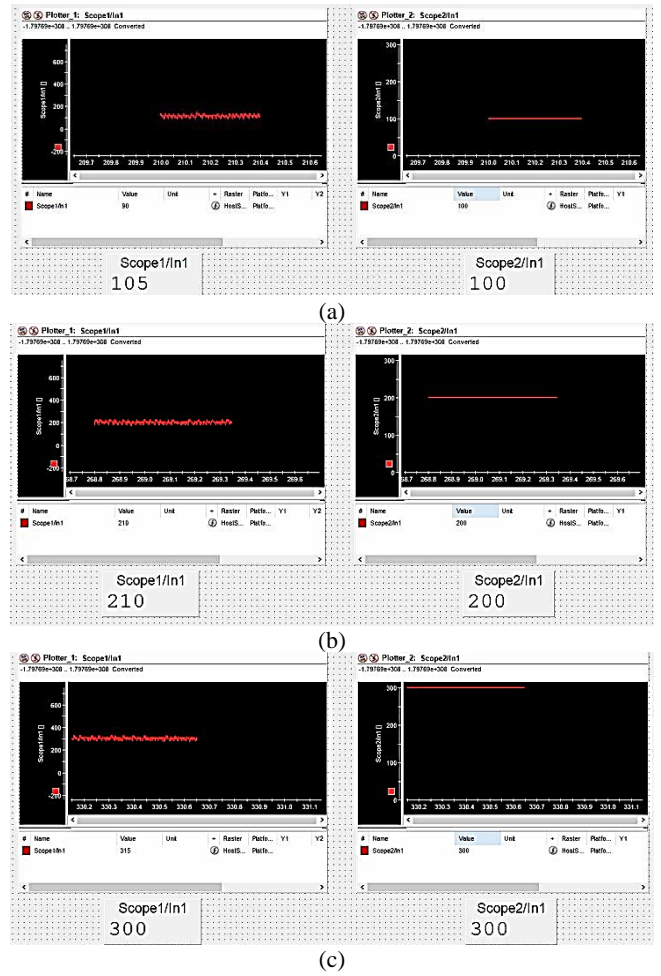 Plotter_1: Scope1/In1
-1.79769e+308 .. 1.79769e+308 Converted
Scope1/In1 []
600
400
200
0
-200
209.7 209.8 209.9 210.0 210.1 210.2 210.3 210.4 210.5 210.6
# Name Value Unit + Raster Platfo... Y1 Y2
Scope1/In1 90 HostS... Platfo...
Scope1/In1
105
Plotter_2: Scope2/In1
-1.79769e+308 .. 1.79769e+308 Converted
Scope2/In1 []
300
200
100
0
209.7 209.8 209.9 210.0 210.1 210.2 210.3 210.4 210.5 210.6
# Name Value Unit + Raster Platfo... Y1
Scope2/In1 100 HostS... Platfo...
Scope2/In1
100
(a)
Plotter_1: Scope1/In1
-1.79769e+308 .. 1.79769e+308 Converted
Scope1/In1 []
600
400
200
0
-200
68.7 268.8 268.9 269.0 269.1 269.2 269.3 269.4 269.5 269.6
# Name Value Unit + Raster Platfo... Y1 Y2
Scope1/In1 210 HostS... Platfo...
Scope1/In1
210
Plotter_2: Scope2/In1
-1.79769e+308 .. 1.79769e+308 Converted
Scope2/In1 []
300
200
100
0
8.7 268.8 268.9 269.0 269.1 269.2 269.3 269.4 269.5 269.6
# Name Value Unit + Raster Platfo... Y1
Scope2/In1 200 HostS... Platfo...
Scope2/In1
200
(b)
Plotter_1: Scope1/In1
-1.79769e+308 .. 1.79769e+308 Converted
Scope1/In1 []
600
400
200
0
-200
330.2 330.3 330.4 330.5 330.6 330.7 330.8 330.9 331.0 331.1
# Name Value Unit + Raster Platfo... Y1 Y2
Scope1/In1 315 HostS... Platfo...
Scope1/In1
300
Plotter_2: Scope2/In1
-1.79769e+308 .. 1.79769e+308 Converted
Scope2/In1 []
300
200
100
0
330.2 330.3 330.4 330.5 330.6 330.7 330.8 330.9 331.0 331.1
# Name Value Unit + Raster Platfo... Y1
Scope2/In1 300 HostS... Platfo...
Scope2/In1
300
(c)